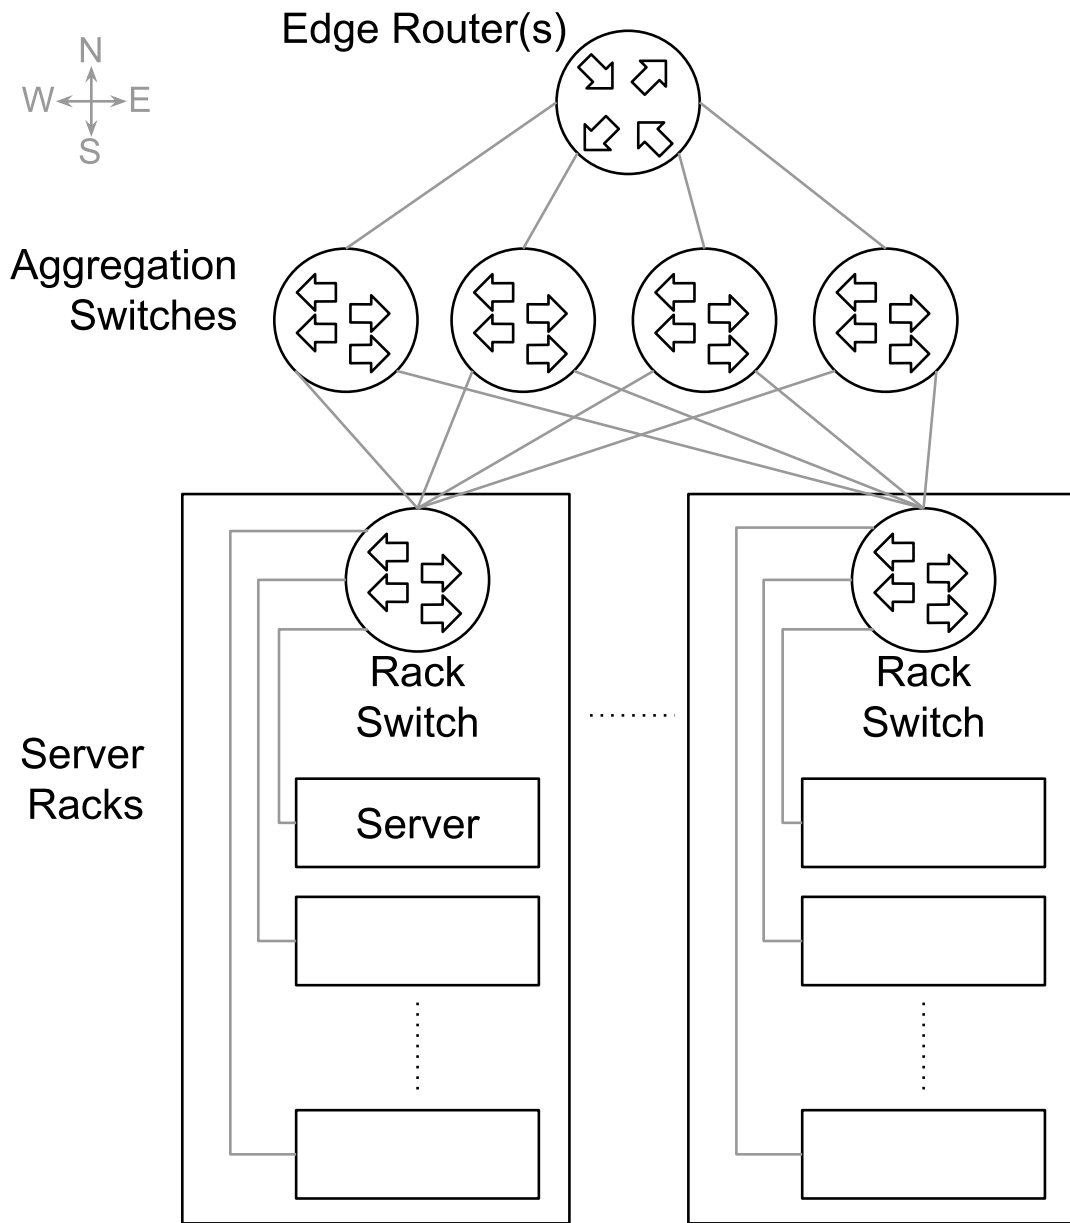 Edge Router(s)
N
W E
S
Aggregation
Switches
Rack
Switch
Rack
Switch
Server
Racks
Server